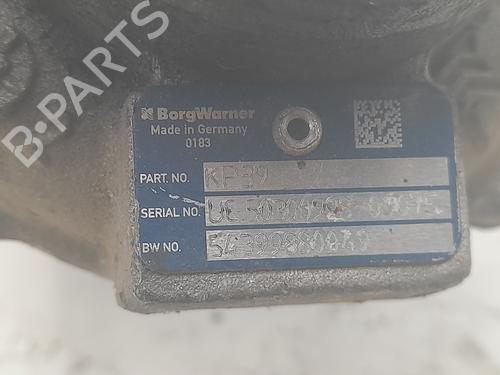 B-PARTS
BorgWarner
Made in Germany
0183
PART. NO. KP39
SERIAL NO.
BW NO.